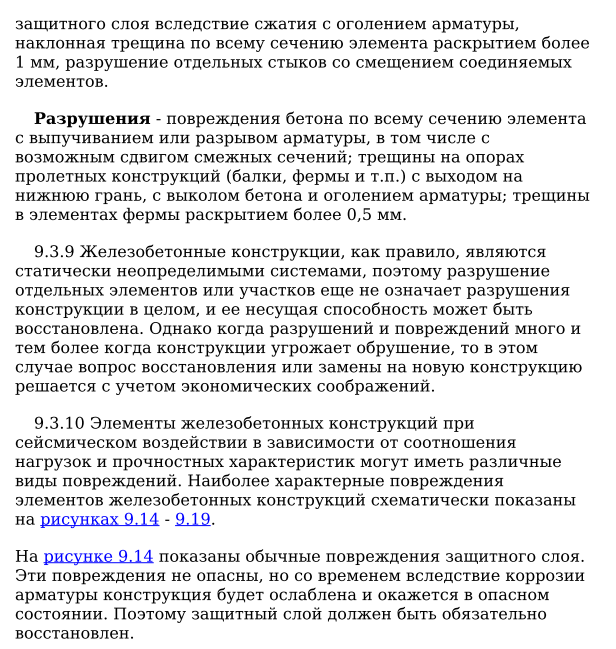 защитного слоя вследствие сжатия с оголением арматуры,
наклонная трещина по всему сечению элемента раскрытием более
1 мм, разрушение отдельных стыков со смещением соединяемых
элементов.
Разрушения - повреждения бетона по всему сечению элемента
с выпучиванием или разрывом арматуры, в том числе с
возможным сдвигом смежных сечений; трещины на опорах
пролетных конструкций (балки, фермы и т.п.) с выходом на
нижнюю грань, с выколом бетона и оголением арматуры; трещины
в элементах фермы раскрытием более 0,5 мм.
9.3.9 Железобетонные конструкции, как правило, являются
статически неопределимыми системами, поэтому разрушение
отдельных элементов или участков еще не означает разрушения
конструкции в целом, и ее несущая способность может быть
восстановлена. Однако когда разрушений и повреждений много и
тем более когда конструкции угрожает обрушение, то в этом
случае вопрос восстановления или замены на новую конструкцию
решается с учетом экономических соображений.
9.3.10 Элементы железобетонных конструкций при
сейсмическом воздействии в зависимости от соотношения
нагрузок и прочностных характеристик могут иметь различные
виды повреждений. Наиболее характерные повреждения
элементов железобетонных конструкций схематически показаны
на рисунках 9.14 - 9.19.
На рисунке 9.14 показаны обычные повреждения защитного слоя.
Эти повреждения не опасны, но со временем вследствие коррозии
арматуры конструкция будет ослаблена и окажется в опасном
состоянии. Поэтому защитный слой должен быть обязательно
восстановлен.